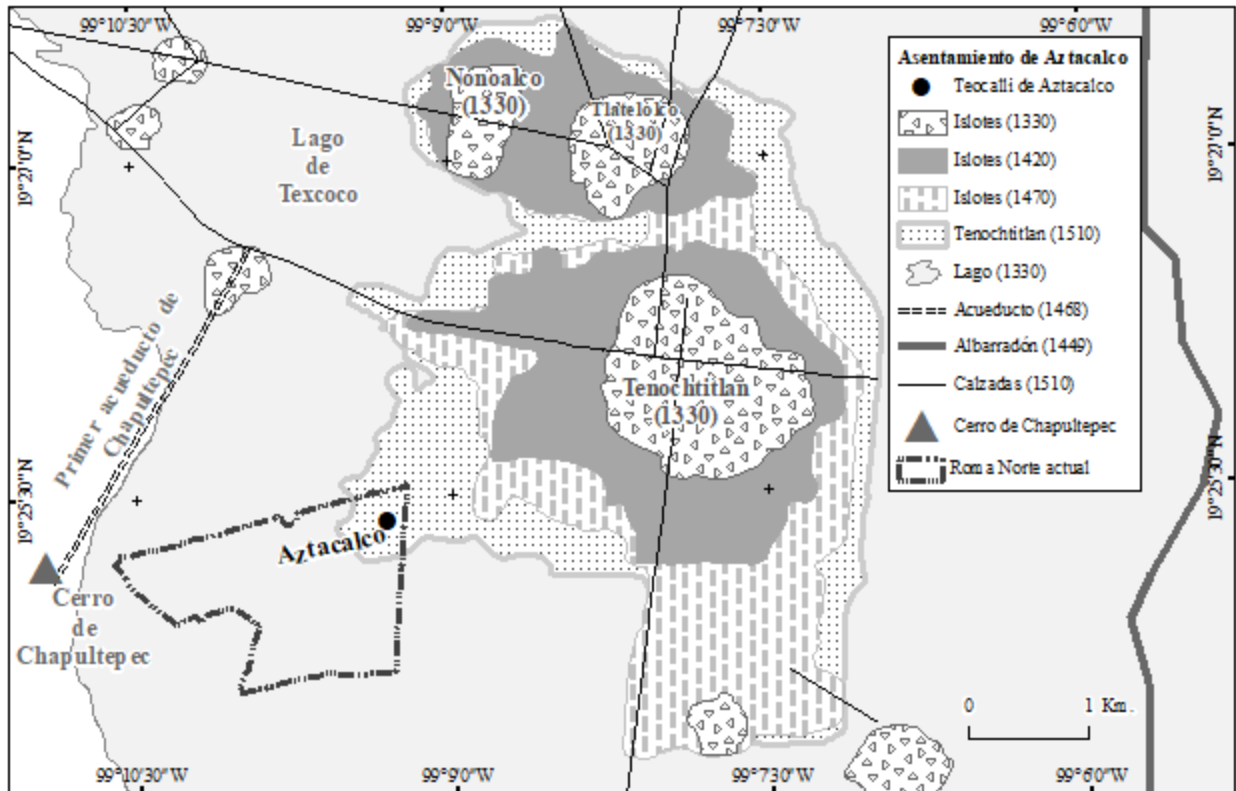 99°10'30"W
99°9'0"W
99°7'30"W
99°6'0"W
Asentamiento de Aztacalco
Teocalli de Aztacalco
Islotes (1330)
Islotes (1420)
Islotes (1470)
Tenochtitlan (1510)
Lago (1330)
Acueducto (1468)
Albarradón (1449)
Calzadas (1510)
Cerro de Chapultepec
Roma Norte actual
Nonoalco
(1330)
Tlatelolco
(1330)
Lago
de
Texcoco
19°27'0"N
19°27'0"N
Primer acueducto de
Chapultepec
Tenochtitlan
(1330)
19°25'30"N
19°25'30"N
Aztacalco
Cerro
de
Chapultepec
0 1 Km.
99°10'30"W
99°9'0"W
99°7'30"W
99°6'0"W